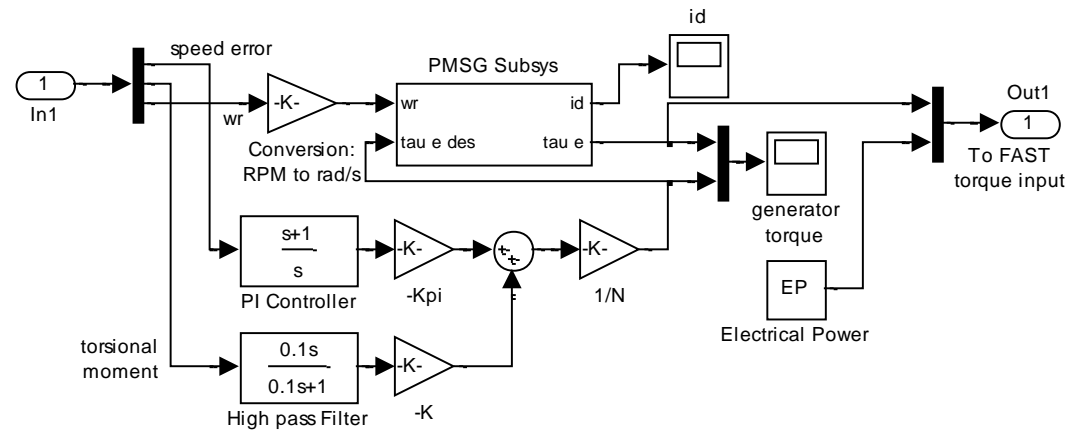 id
speed error
PMSG Subsys
1
In1
-K-
wr
wr
id
tau e des
tau e
Conversion:
RPM to rad/s
Out1
1
To FAST
torque input
generator
torque
s+1
s
PI Controller
-K-
-Kpi
+
+
-K-
1/N
EP
Electrical Power
torsional
moment
0.1s
0.1s+1
High pass Filter
-K-
-K